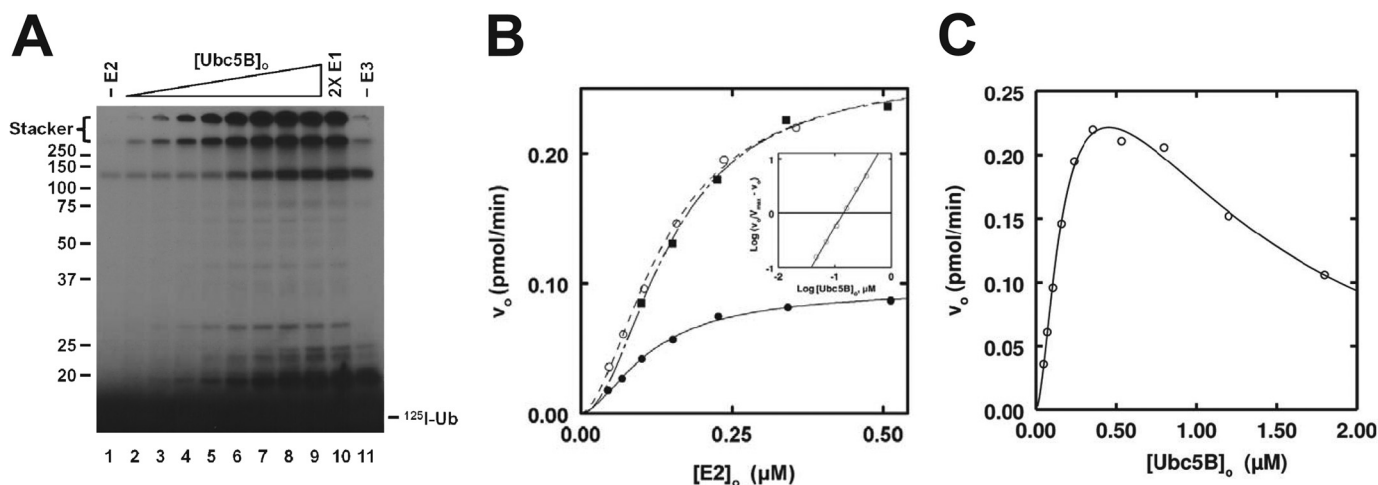 A
– E2
[Ubc5B]o
2X E1
– E3
Stacker
250
150
100
75
50
37
25
20
125I-Ub
1 2 3 4 5 6 7 8 9 10 11
B
vo (pmol/min)
0.20
0.10
0.00
0.00 0.25 0.50
[E2]o (µM)
Log (vo/Vmax - vo)
1
0
-1
-2 -1 0
Log [Ubc5B]o, µM
C
vo (pmol/min)
0.25
0.20
0.15
0.10
0.05
0.00
0.00 0.50 1.00 1.50 2.00
[Ubc5B]o (µM)